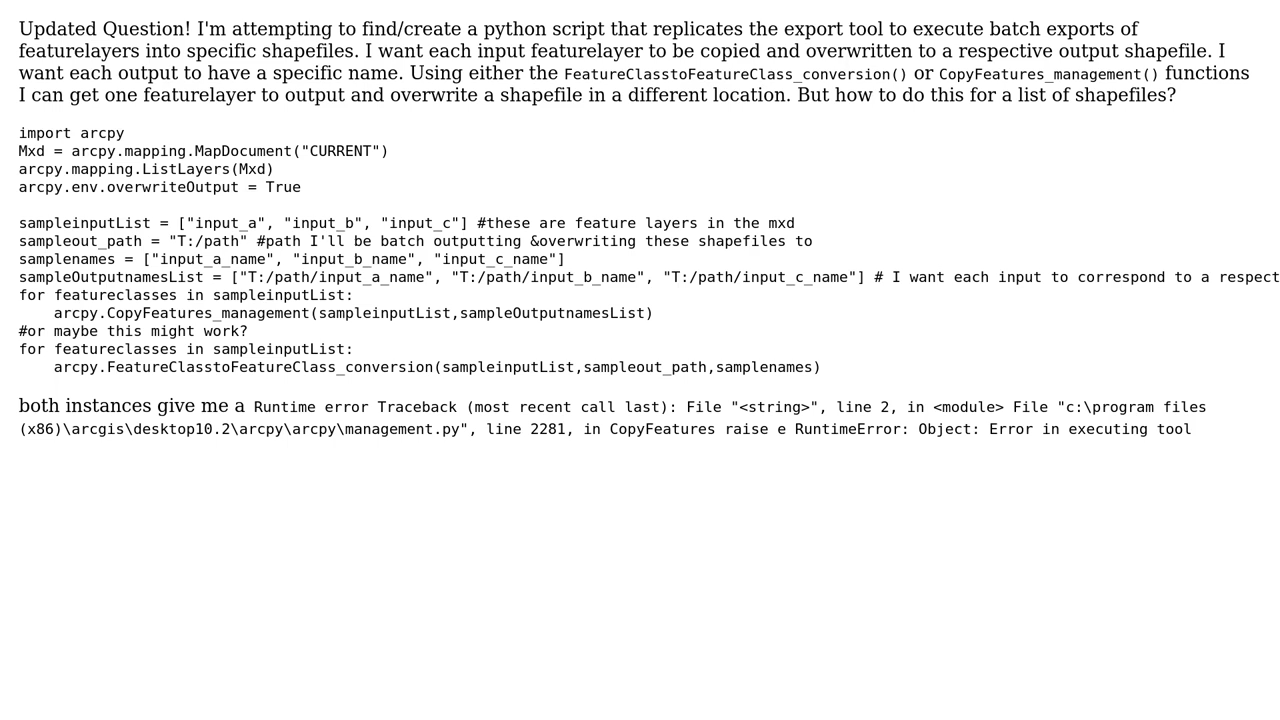 Updated Question! I'm attempting to find/create a python script that replicates the export tool to execute batch exports of
featurelayers into specific shapefiles. I want each input featurelayer to be copied and overwritten to a respective output shapefile. I
want each output to have a specific name. Using either the FeatureClasstoFeatureClass_conversion() or CopyFeatures_management() functions
I can get one featurelayer to output and overwrite a shapefile in a different location. But how to do this for a list of shapefiles?
import arcpy
Mxd = arcpy.mapping.MapDocument("CURRENT")
arcpy.mapping.ListLayers(Mxd)
arcpy.env.overwriteOutput = True
sampleinputList = ["input_a", "input_b", "input_c"] #these are feature layers in the mxd
sampleout_path = "T:/path" #path I'll be batch outputting &overwriting these shapefiles to
samplenames = ["input_a_name", "input_b_name", "input_c_name"]
sampleOutputnamesList = ["T:/path/input_a_name", "T:/path/input_b_name", "T:/path/input_c_name"] # I want each input to correspond to a respect
for featureclasses in sampleinputList:
    arcpy.CopyFeatures_management(sampleinputList,sampleOutputnamesList)
#or maybe this might work?
for featureclasses in sampleinputList:
    arcpy.FeatureClasstoFeatureClass_conversion(sampleinputList,sampleout_path,samplenames)
both instances give me a Runtime error Traceback (most recent call last): File "<string>", line 2, in <module> File "c:\program files
(x86)\arcgis\desktop10.2\arcpy\arcpy\management.py", line 2281, in CopyFeatures raise e RuntimeError: Object: Error in executing tool